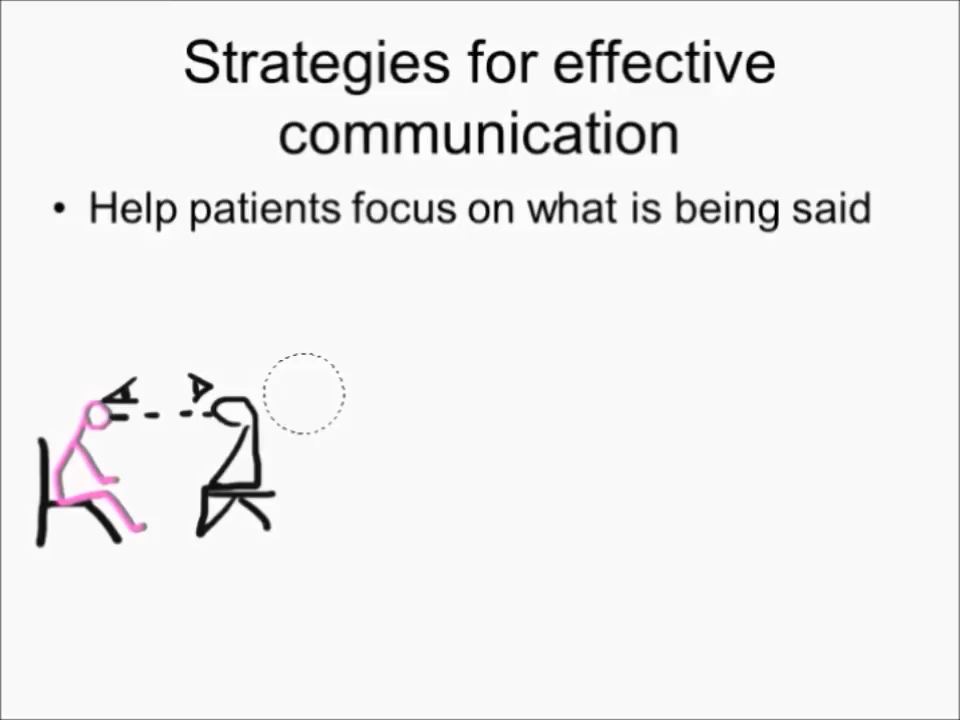 Strategies for effective
communication
• Help patients focus on what is being said